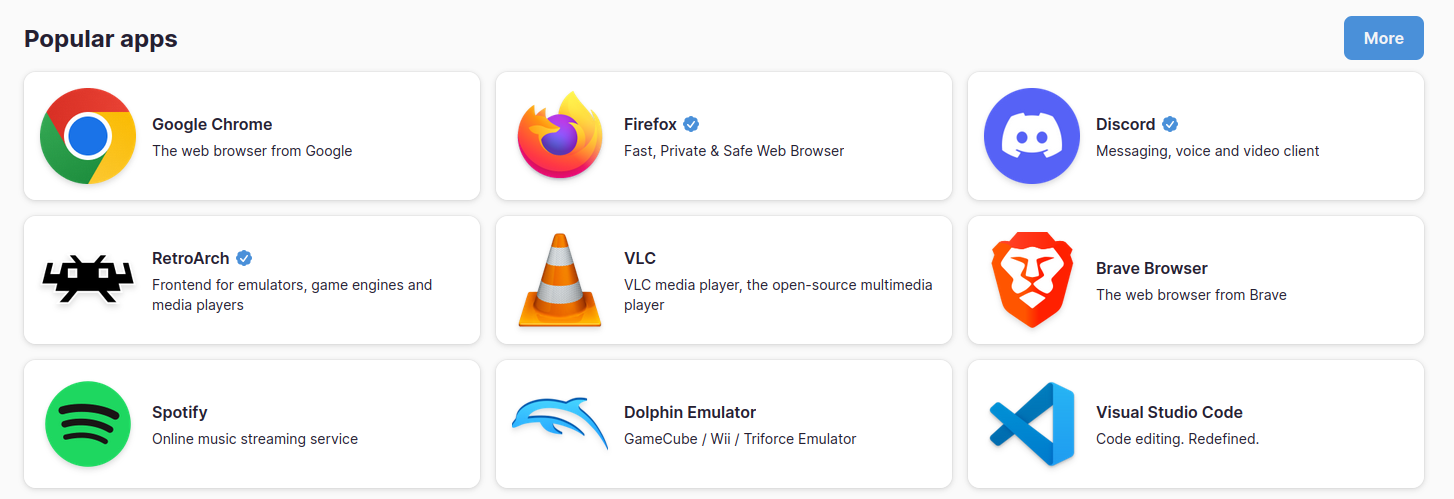 Popular apps
More
Google Chrome
The web browser from Google
Firefox
Fast, Private & Safe Web Browser
Discord
Messaging, voice and video client
RetroArch
Frontend for emulators, game engines and
media players
VLC
VLC media player, the open-source multimedia
player
Brave Browser
The web browser from Brave
Spotify
Online music streaming service
Dolphin Emulator
GameCube / Wii / Triforce Emulator
Visual Studio Code
Code editing. Redefined.